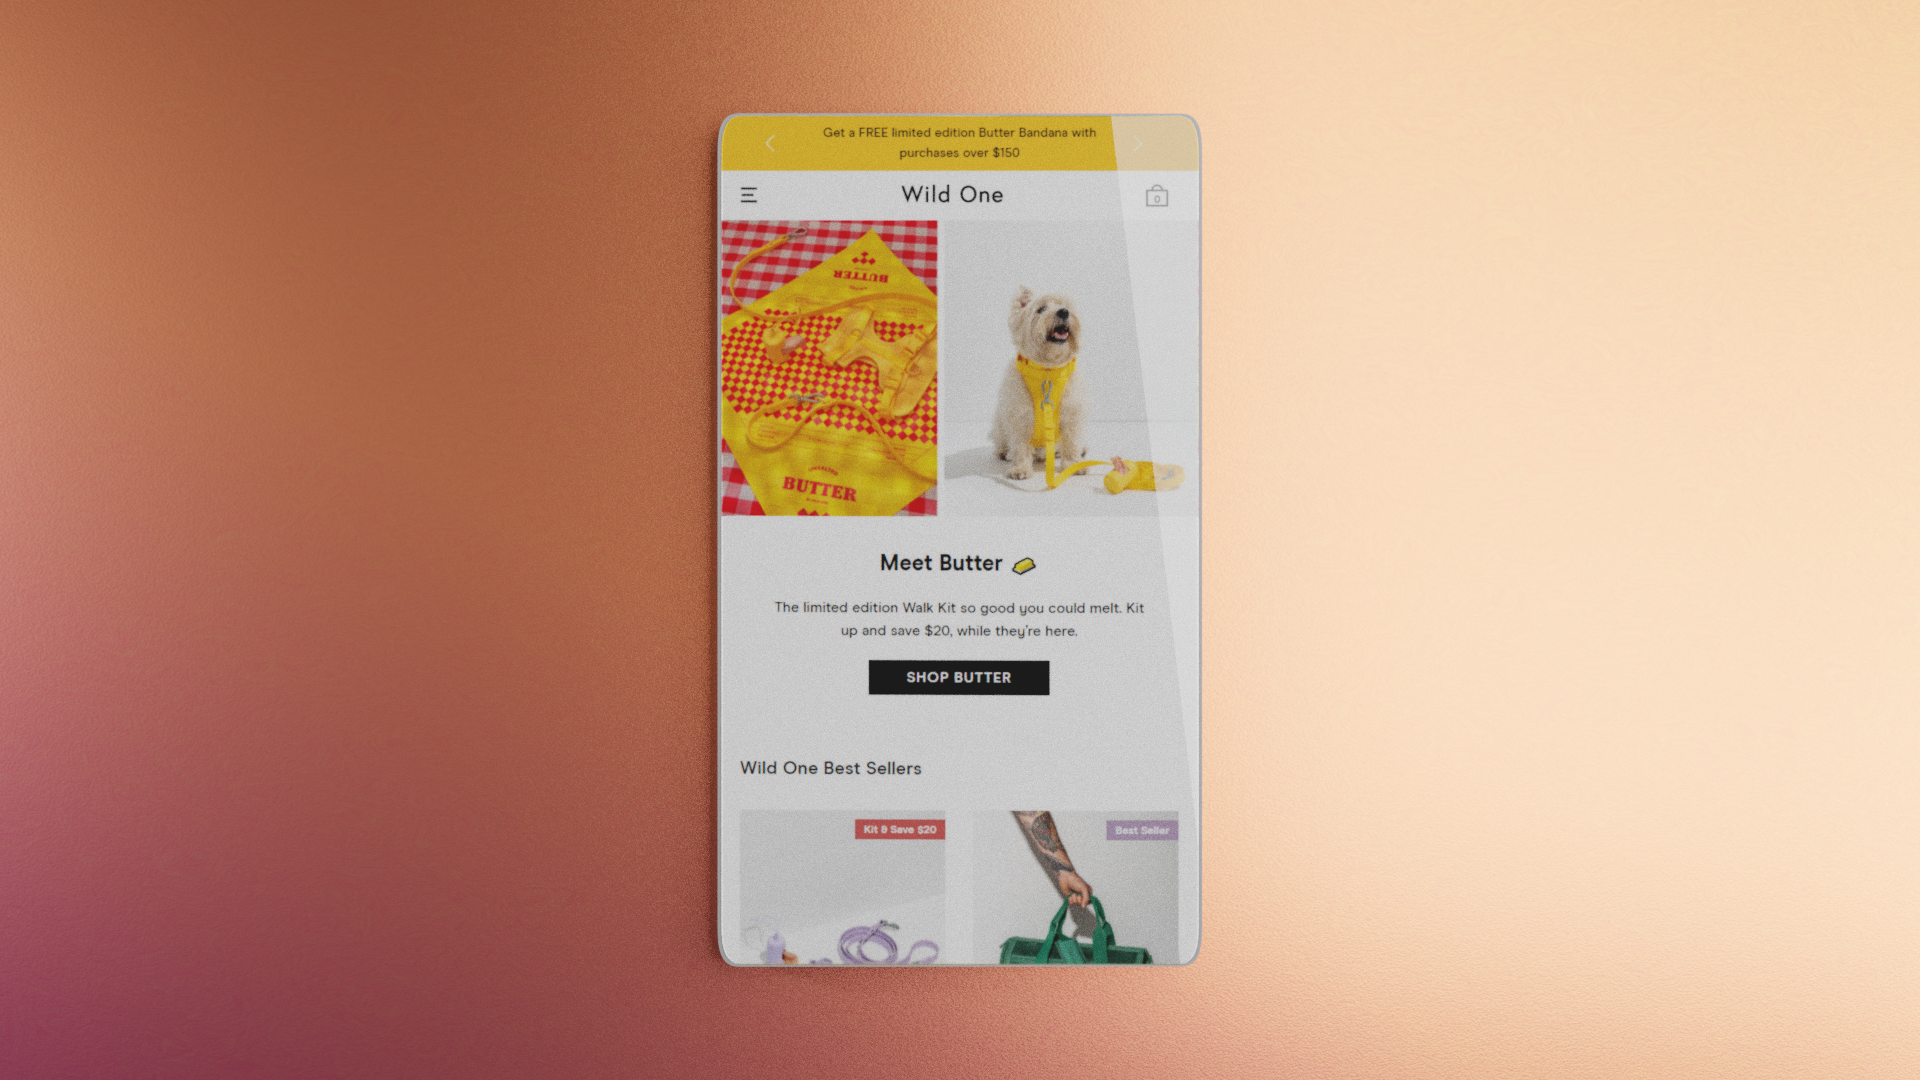 Get a FREE limited edition Butter Bandana with
purchases over $150
Wild One
0
BUTTER
BUTTER
Meet Butter
The limited edition Walk Kit so good you could melt. Kit
up and save $20, while they're here.
SHOP BUTTER
Wild One Best Sellers
Kit & Save $20
Best Seller